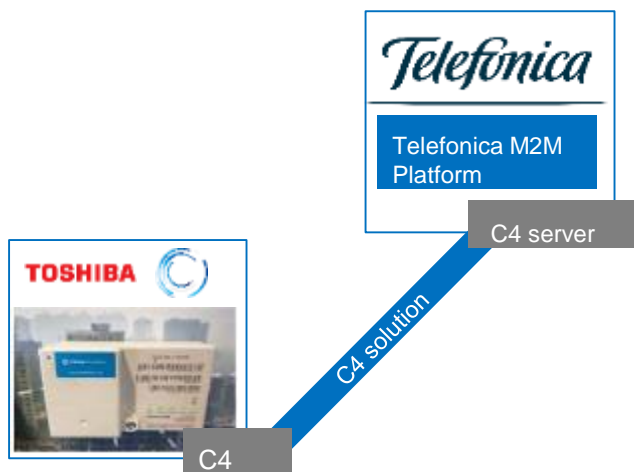 Telefonica
Telefonica M2M
Platform
C4 server
TOSHIBA
C4 solution
C4